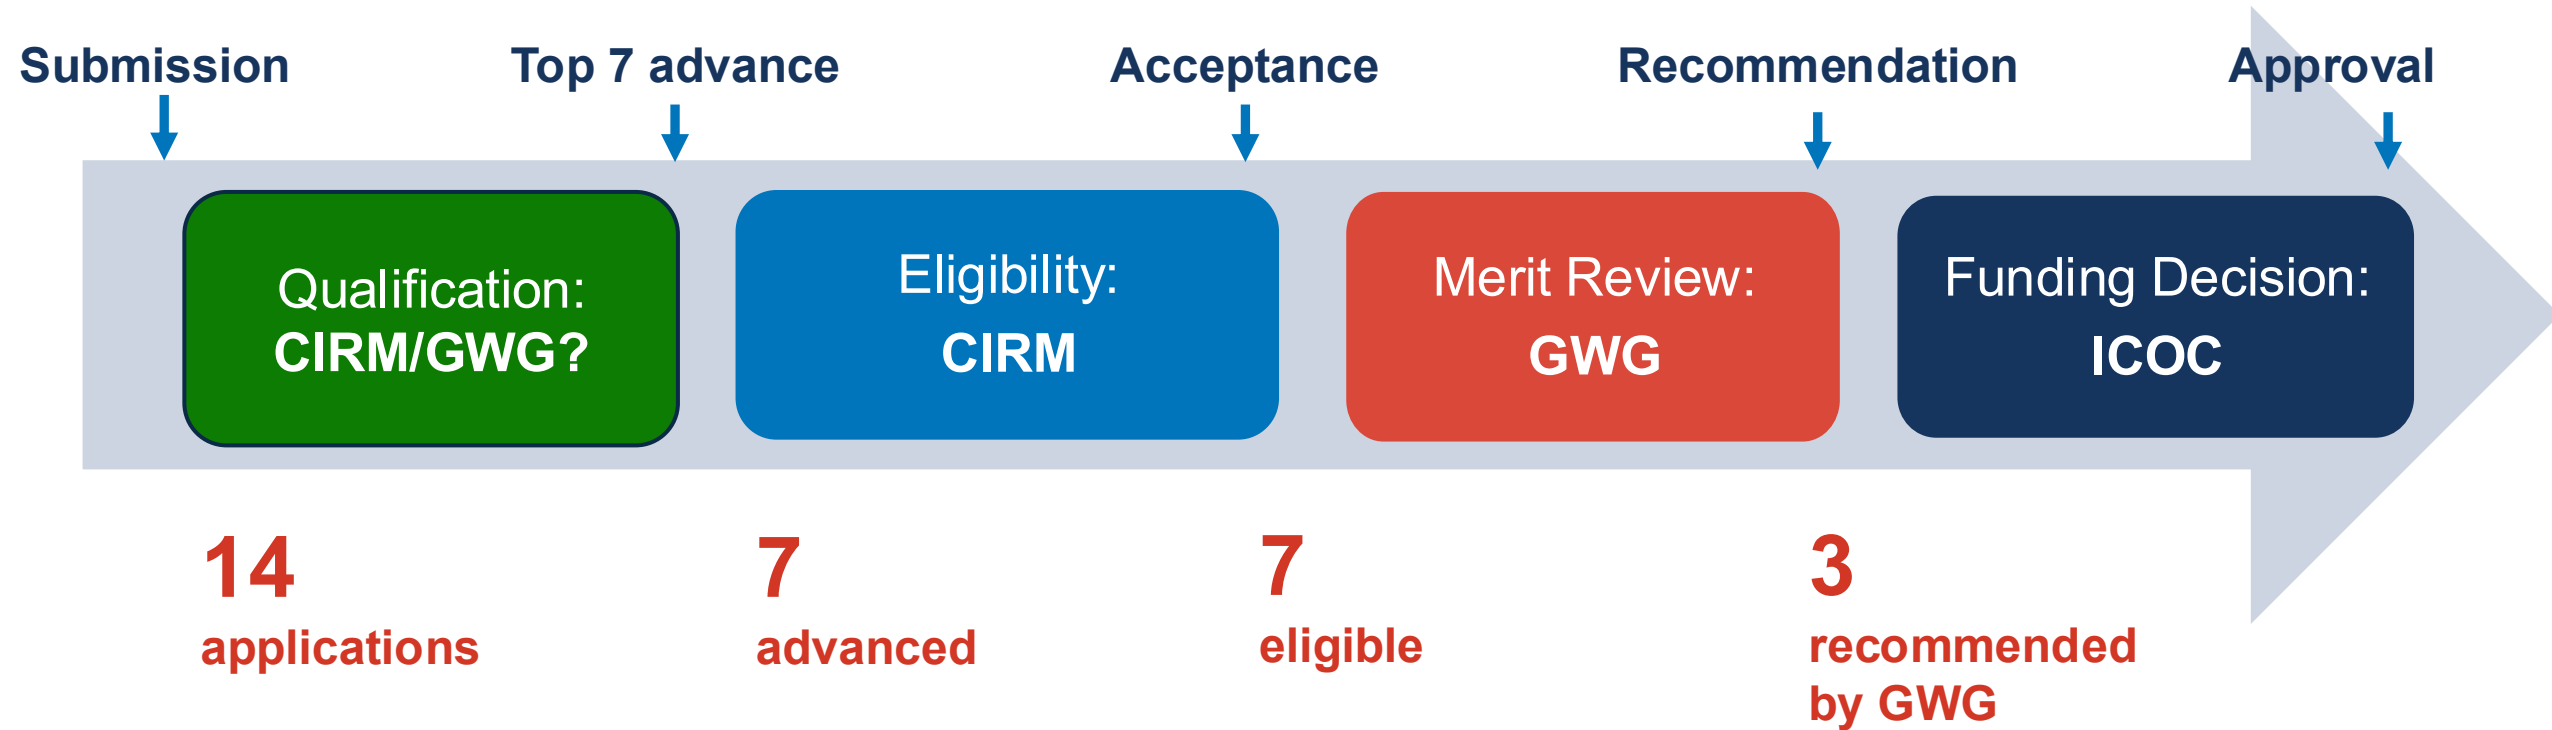 Submission
Top 7 advance
Acceptance
Recommendation
Approval
Qualification:
CIRM/GWG?
Eligibility:
CIRM
Merit Review:
GWG
Funding Decision:
ICOC
14
applications
7
advanced
7
eligible
3
recommended
by GWG